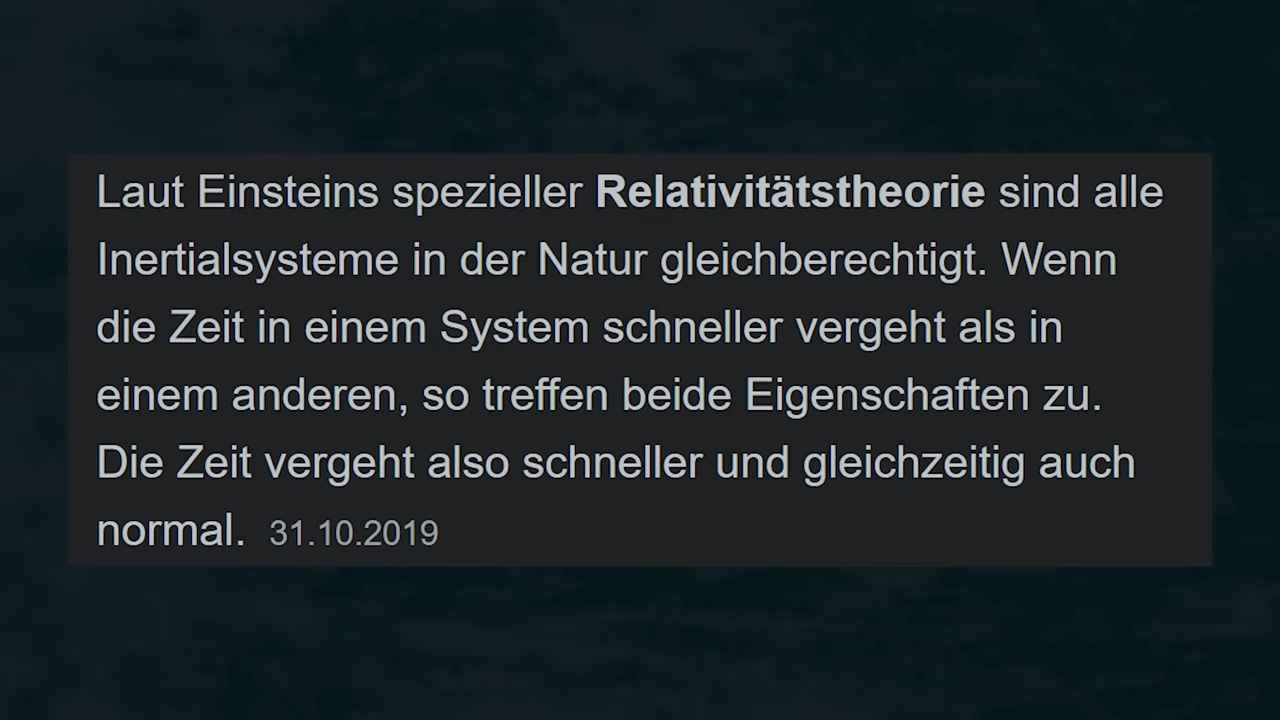 Laut Einsteins spezieller Relativitätstheorie sind alle
Inertialsysteme in der Natur gleichberechtigt. Wenn
die Zeit in einem System schneller vergeht als in
einem anderen, so treffen beide Eigenschaften zu.
Die Zeit vergeht also schneller und gleichzeitig auch
normal. 31.10.2019